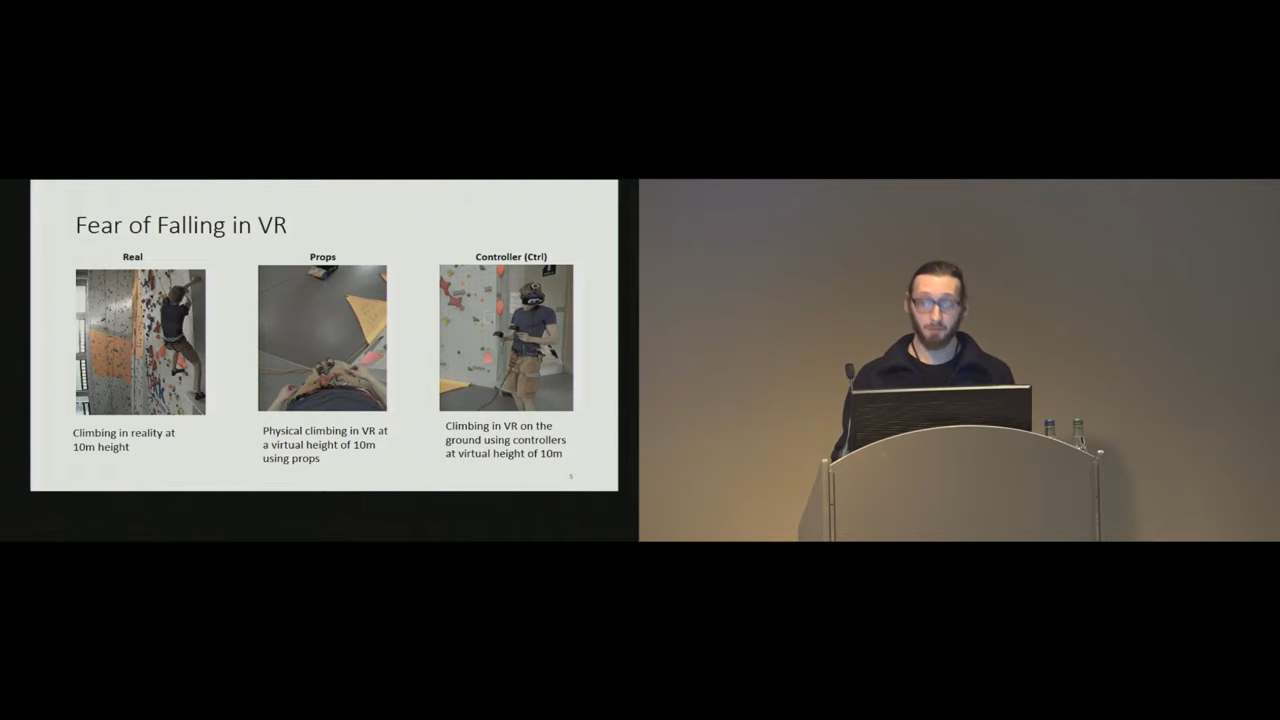 Fear of Falling in VR
Real
Props
Controller (Ctrl)
Climbing in reality at
10m height
Physical climbing in VR at
a virtual height of 10m
using props
Climbing in VR on the
ground using controllers
at virtual height of 10m
5